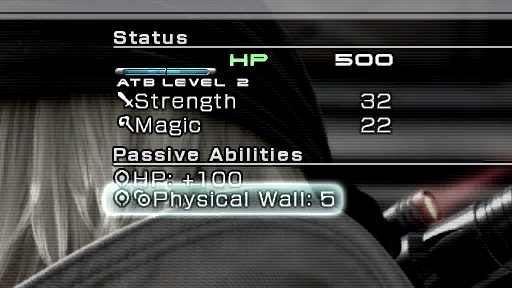 Status
HP 500
ATB LEVEL 2
Strength 32
Magic 22
Passive Abilities
HP: +100
Physical Wall: 5